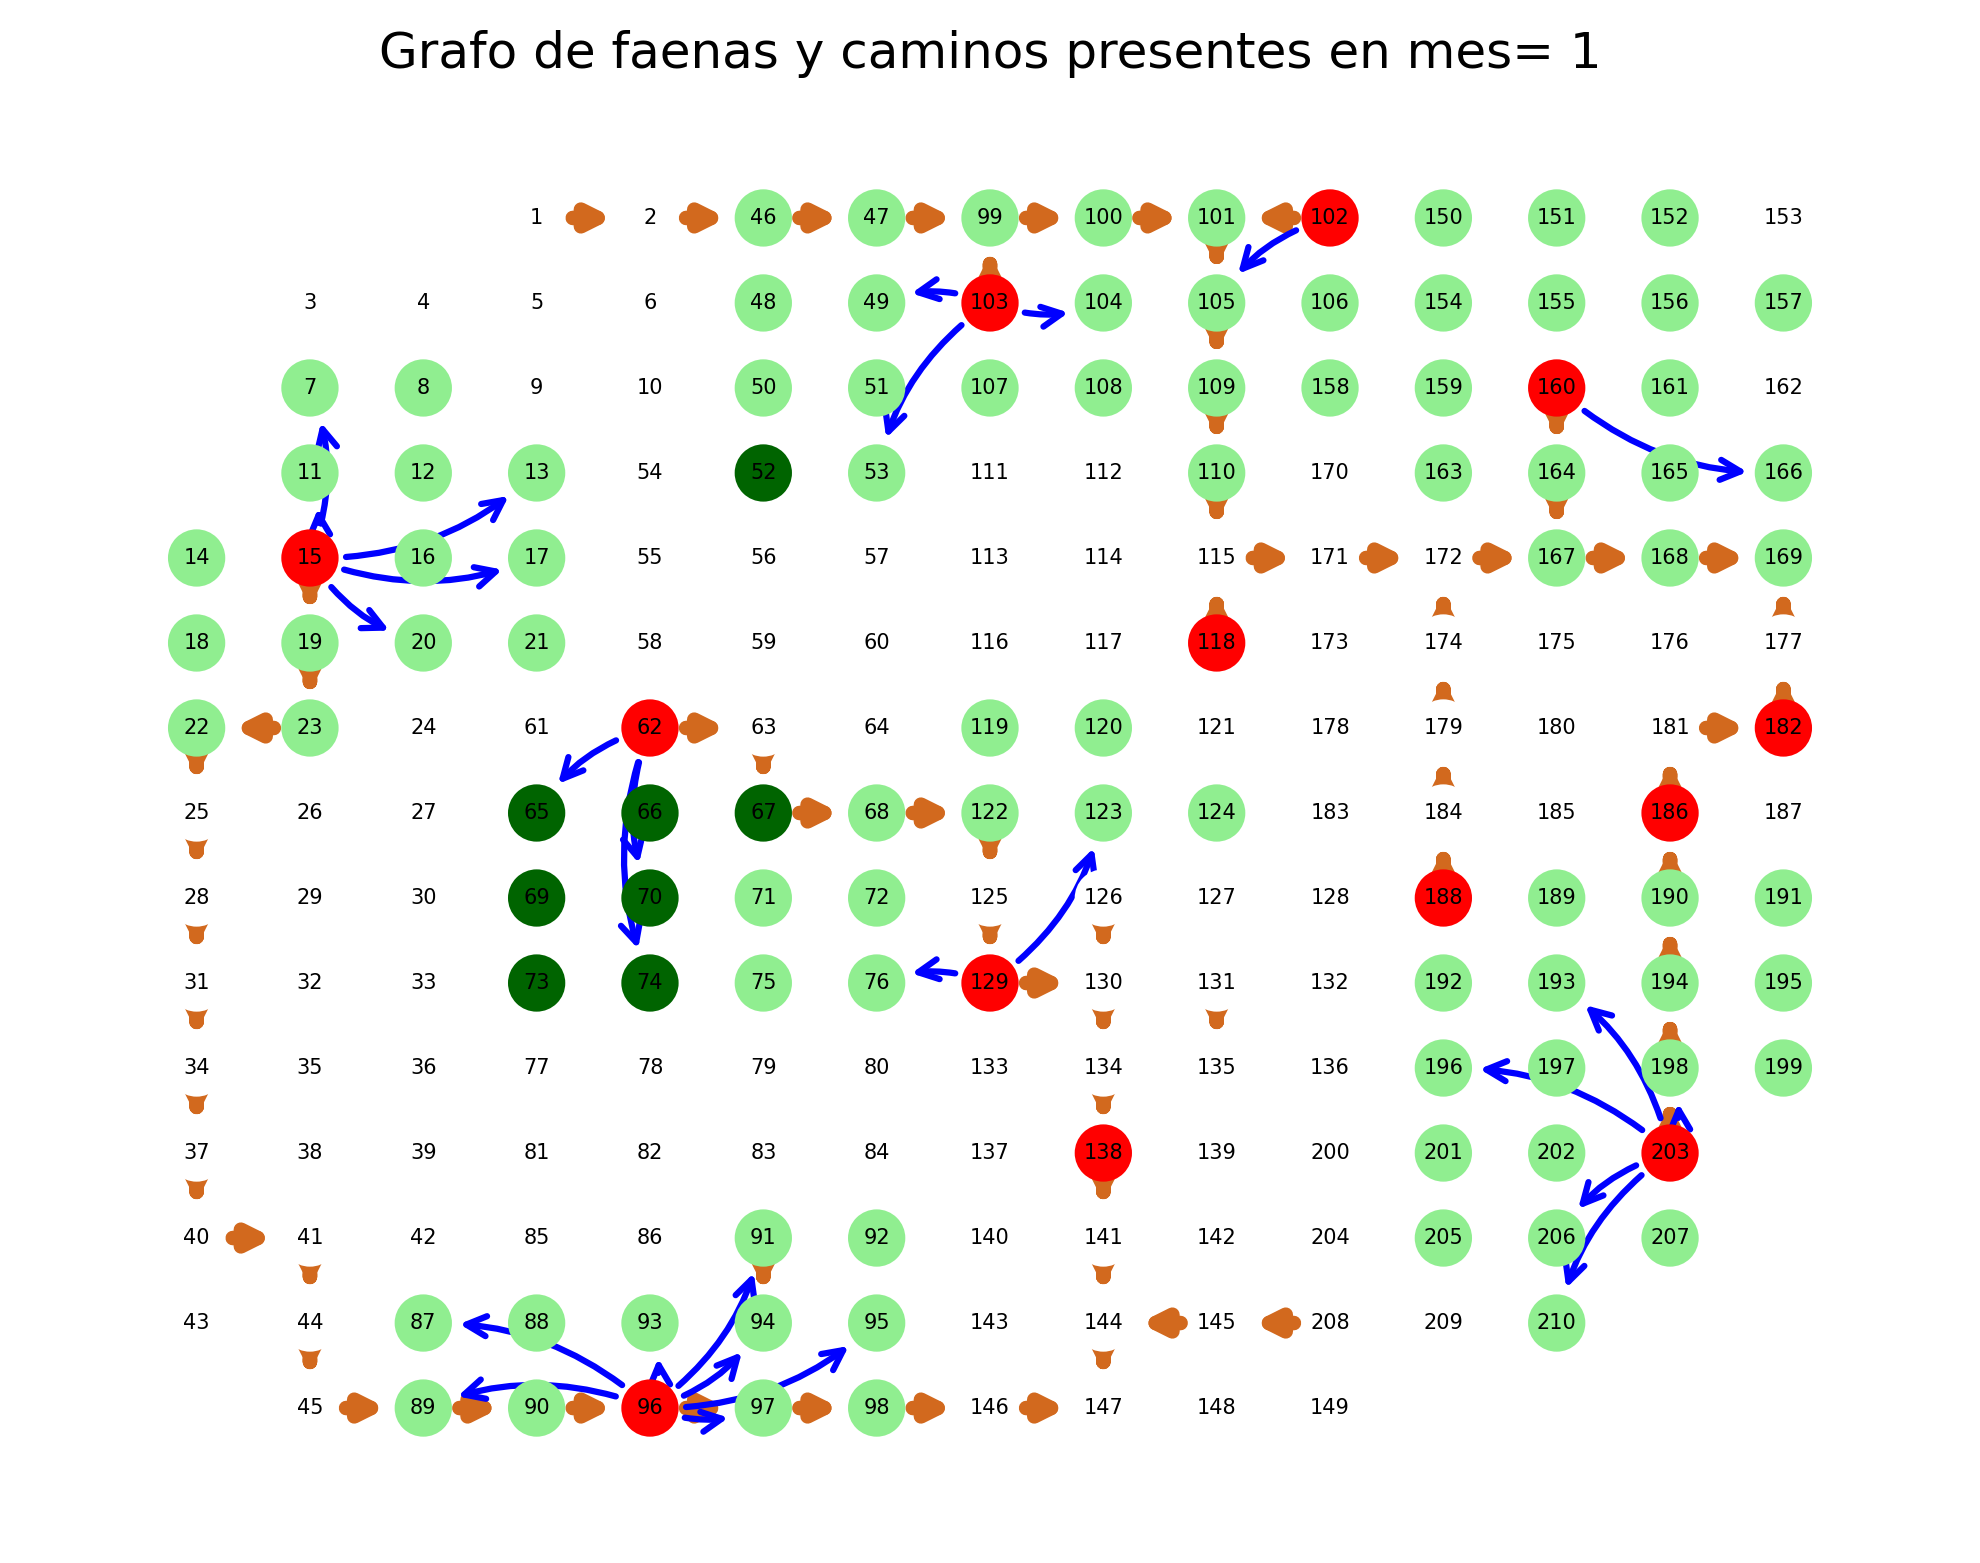 Grafo de faenas y caminos presentes en mes= 1
1 2 46 47 99 100 101 102 150 151 152 153
3 4 5 6 48 49 103 104 105 106 154 155 156 157
7 8 9 10 50 51 107 108 109 158 159 160 161 162
11 12 13 54 52 53 111 112 110 170 163 164 165 166
14 15 16 17 55 56 57 113 114 115 171 172 167 168 169
18 19 20 21 58 59 60 116 117 118 173 174 175 176 177
22 23 24 61 62 63 64 119 120 121 178 179 180 181 182
25 26 27 65 66 67 68 122 123 124 183 184 185 186 187
28 29 30 69 70 71 72 125 126 127 128 188 189 190 191
31 32 33 73 74 75 76 129 130 131 132 192 193 194 195
34 35 36 77 78 79 80 133 134 135 136 196 197 198 199
37 38 39 81 82 83 84 137 138 139 200 201 202 203
40 41 42 85 86 91 92 140 141 142 204 205 206 207
43 44 87 88 93 94 95 143 144 145 208 209 210
45 89 90 96 97 98 146 147 148 149